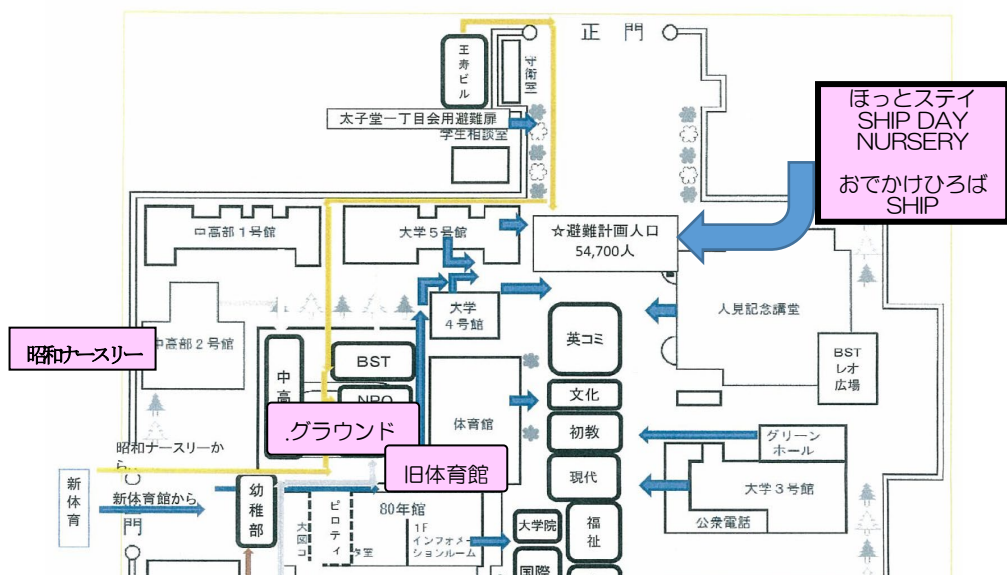 正 門
王寿ビル
守衛室
太子堂一丁目会用避難扉
学生相談室
ほっとステイ
SHIP DAY
NURSERY
おでかけひろば
SHIP
中高部1号館
大学5号館
☆避難計画人口
54,700人
大学
4号館
人見記念講堂
中高部2号館
昭和ナースリー
英コミ
BST
レオ
広場
BST
中高
NPO
文化
.グラウンド
体育館
初教
グリーン
ホール
昭和ナースリーか
ら
旧体育館
現代
大学3号館
新体育
新体育館から
幼稚部
ピロティ
80年館
1F
インフォメー
ションルーム
大学院
福祉
公衆電話
門
国際